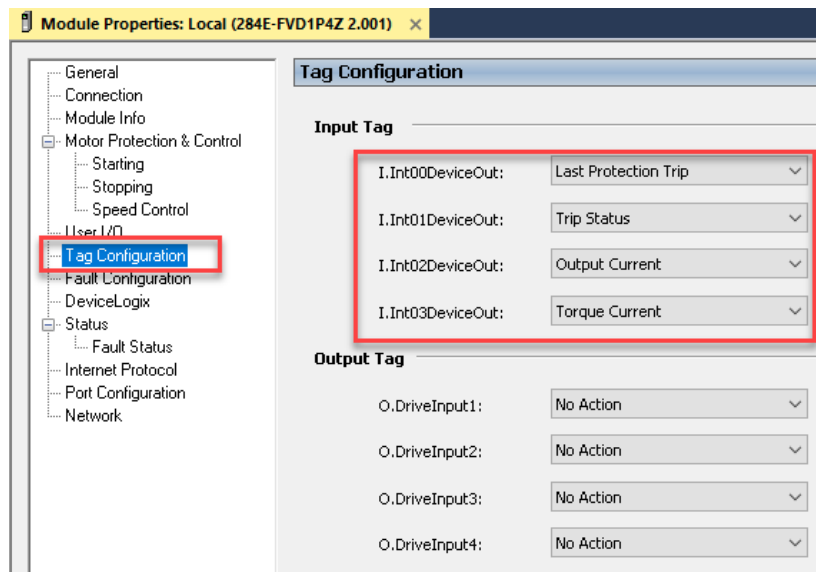 Module Properties: Local (284E-FVD1P4Z 2.001) ×
General
Connection
Module Info
Motor Protection & Control
Starting
Stopping
Speed Control
User I/O
Tag Configuration
Fault Configuration
DeviceLogix
Status
Fault Status
Internet Protocol
Port Configuration
Network
Tag Configuration
Input Tag
I.Int00DeviceOut: Last Protection Trip
I.Int01DeviceOut: Trip Status
I.Int02DeviceOut: Output Current
I.Int03DeviceOut: Torque Current
Output Tag
O.DriveInput1: No Action
O.DriveInput2: No Action
O.DriveInput3: No Action
O.DriveInput4: No Action